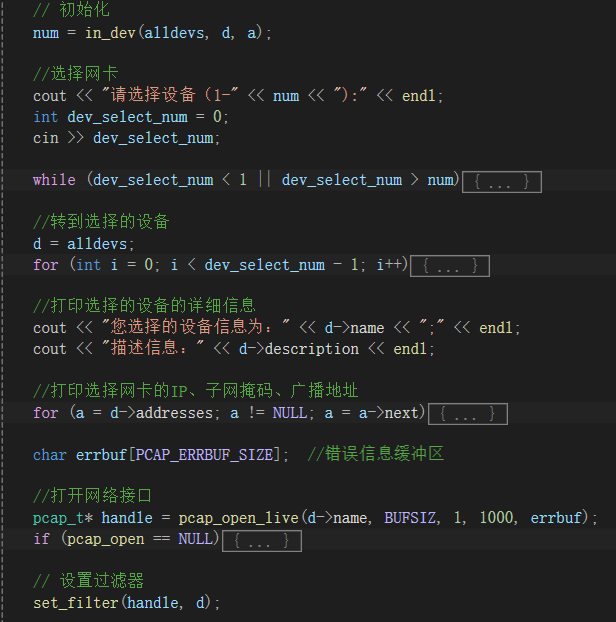 // 初始化
num = in_dev(alldevs, d, a);
//选择网卡
cout << "请选择设备（1-" << num << "):" << endl;
int dev_select_num = 0;
cin >> dev_select_num;
while (dev_select_num < 1 || dev_select_num > num){ ... }
//转到选择的设备
d = alldevs;
for (int i = 0; i < dev_select_num - 1; i++){ ... }
//打印选择的设备的详细信息
cout << "您选择的设备信息为：" << d->name << ";" << endl;
cout << "描述信息：" << d->description << endl;
//打印选择网卡的IP、子网掩码、广播地址
for (a = d->addresses; a != NULL; a = a->next){ ... }
char errbuf[PCAP_ERRBUF_SIZE];  //错误信息缓冲区
//打开网络接口
pcap_t* handle = pcap_open_live(d->name, BUFSIZ, 1, 1000, errbuf);
if (pcap_open == NULL){ ... }
// 设置过滤器
set_filter(handle, d);